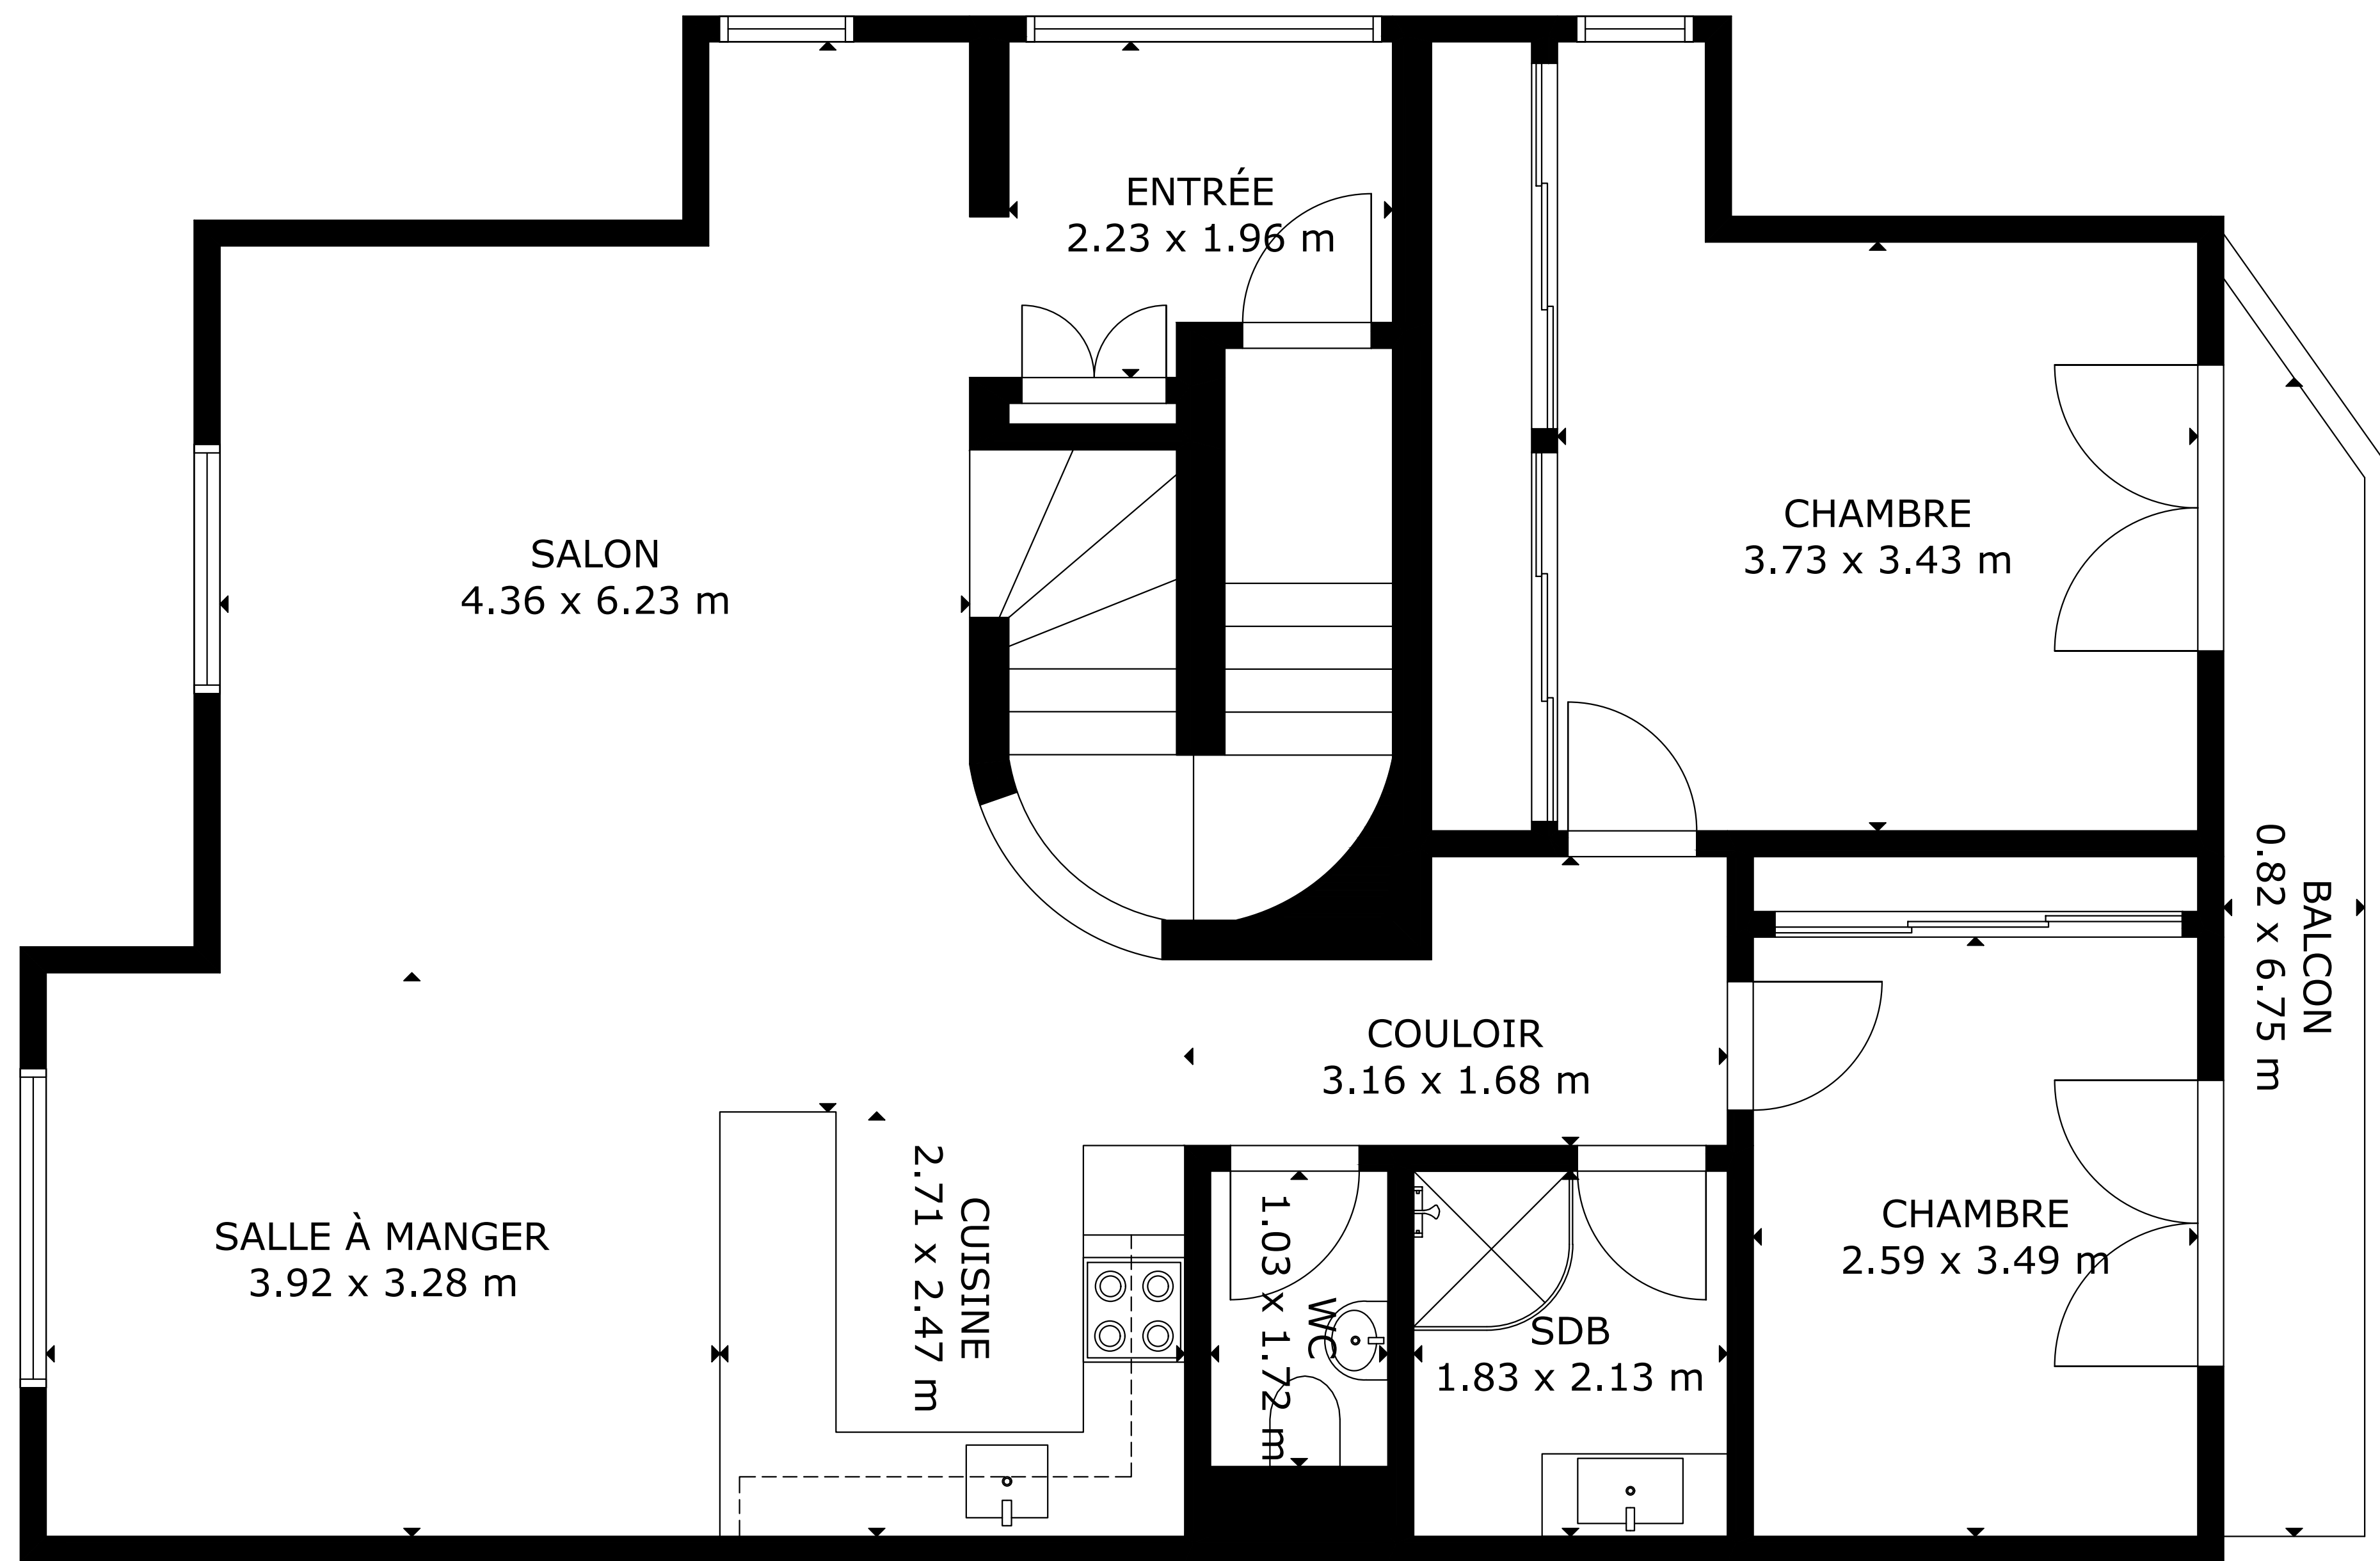 ENTRÉE
2.23 x 1.96 m
SALON
4.36 x 6.23 m
CHAMBRE
3.73 x 3.43 m
BALCON
0.82 x 6.75 m
COULOIR
3.16 x 1.68 m
SALLE À MANGER
3.92 x 3.28 m
CUISINE
2.71 x 2.47 m
WC
1.03 x 1.72 m
SDB
1.83 x 2.13 m
CHAMBRE
2.59 x 3.49 m